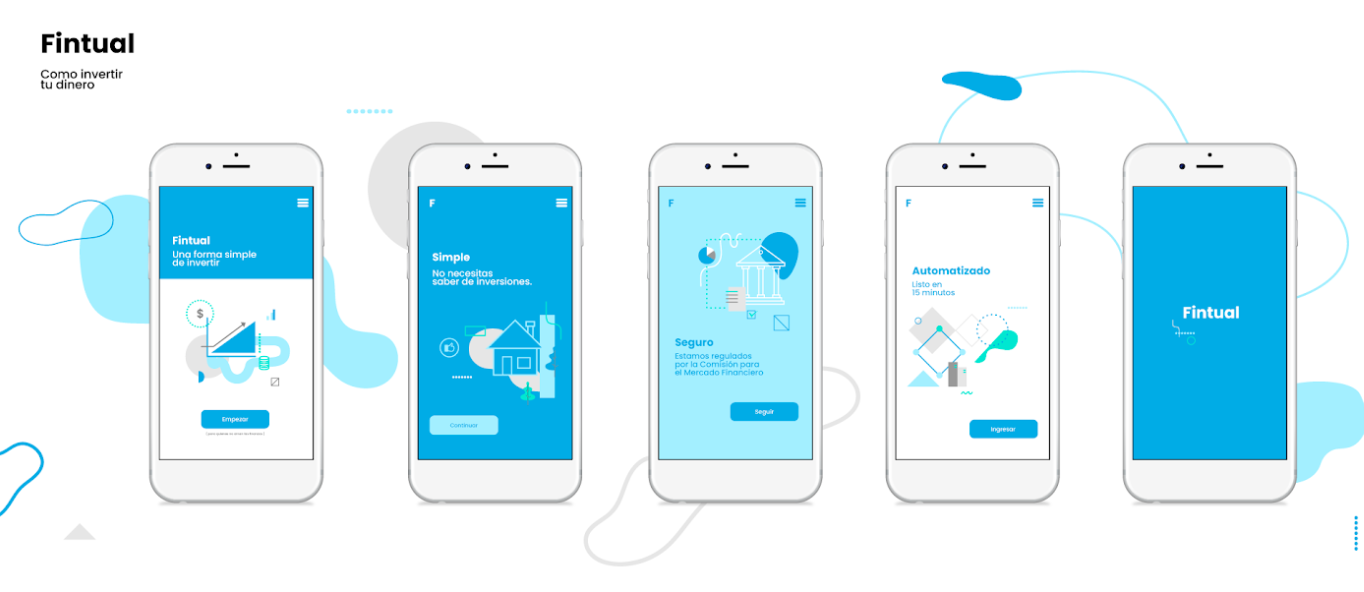 Fintual
Como invertir
tu dinero
Fintual
Una forma simple
de invertir
$
Empezar
F
Simple
No necesitas
saber de inversiones.
Continuar
F
Seguro
Estamos regulados
por la Comisión para
el Mercado Financiero
Seguir
F
Automatizado
Listo en
15 minutos
Ingresar
Fintual